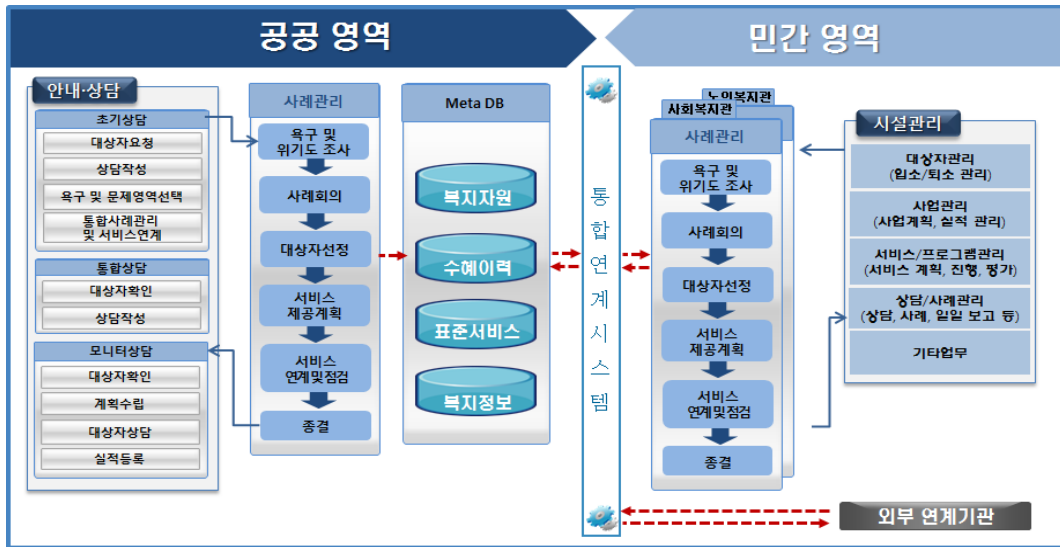 공공 영역
민간 영역
안내·상담
초기상담
대상자요청
상담작성
욕구 및 문제영역선택
통합사례관리
및 서비스연계
통합상담
대상자확인
상담작성
모니터상담
대상자확인
계획수립
대상자상담
실적등록
사례관리
욕구 및
위기도 조사
사례회의
대상자선정
서비스
제공계획
서비스
연계및점검
종결
Meta DB
복지자원
수혜이력
표준서비스
복지정보
통
합
연
계
시
스
템
노인복지관
사회복지관
사례관리
욕구 및
위기도 조사
사례회의
대상자선정
서비스
제공계획
서비스
연계및점검
종결
시설관리
대상자관리
(입소/퇴소 관리)
사업관리
(사업계획, 실적 관리)
서비스/프로그램관리
(서비스 계획, 진행, 평가)
상담/사례관리
(상담, 사례, 일일 보고 등)
기타업무
외부 연계기관